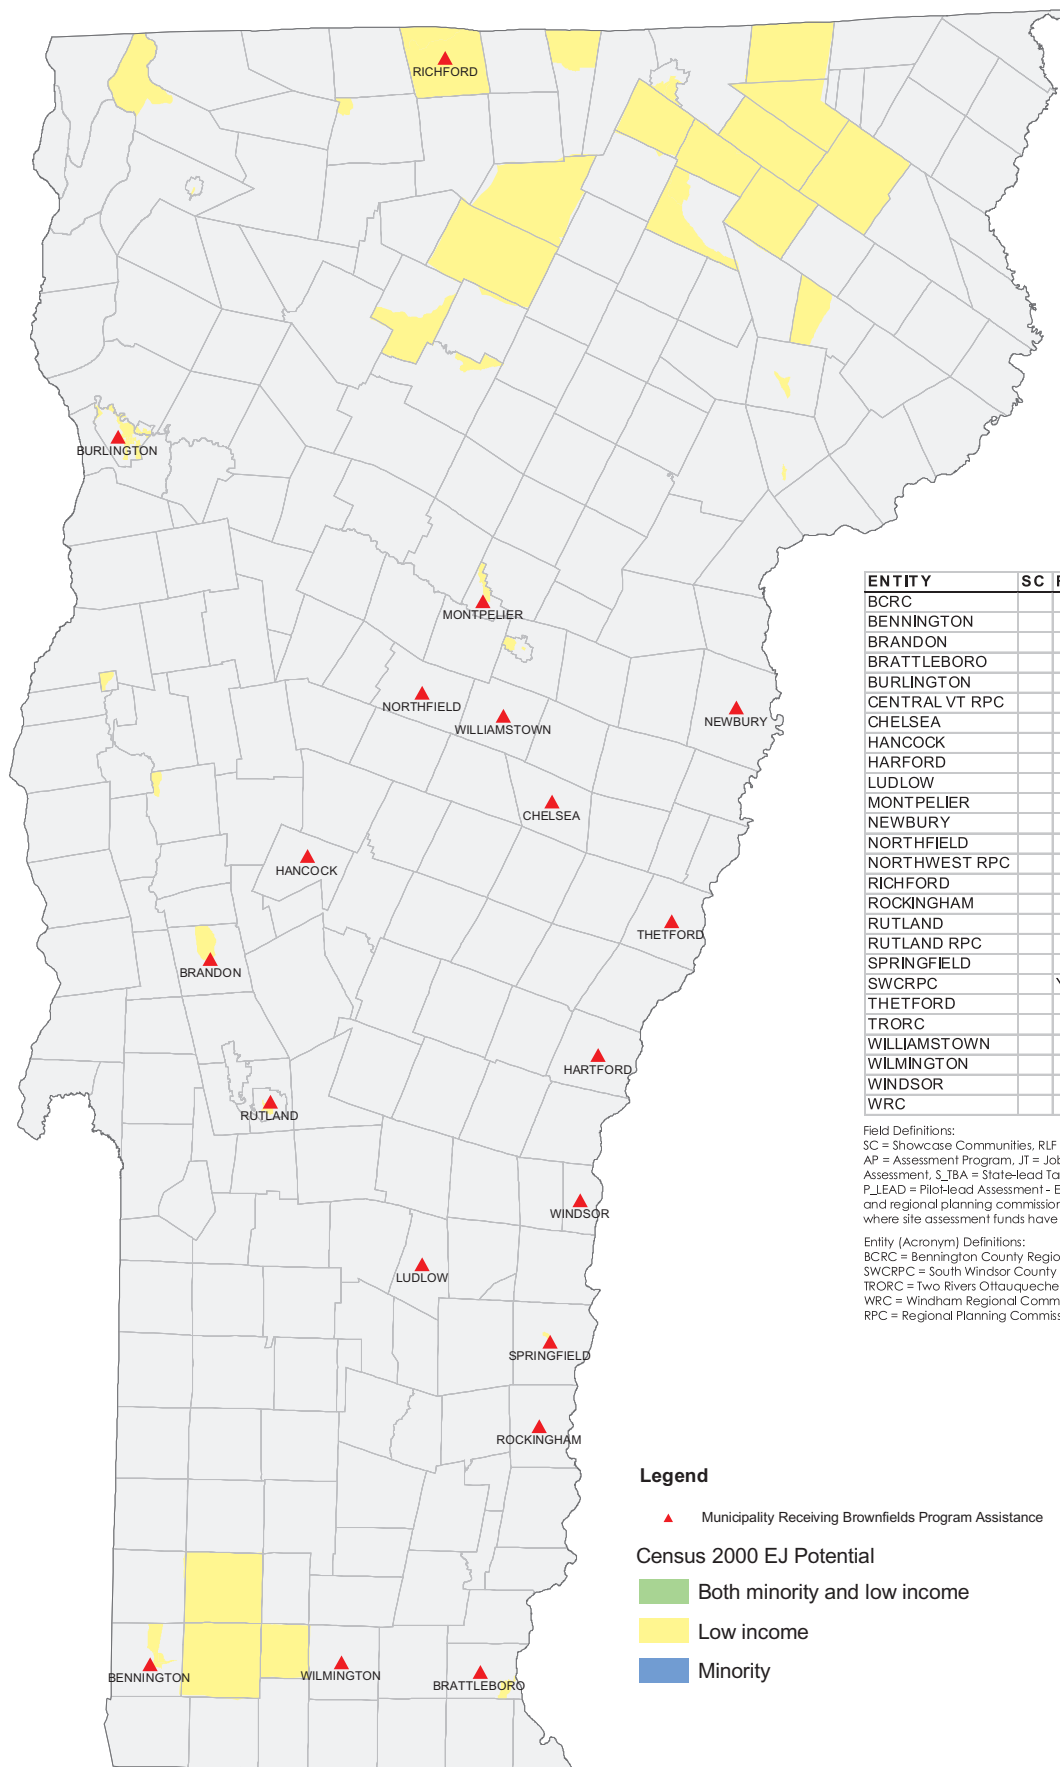 RICHFORD
BURLINGTON
MONTPELIER
NORTHFIELD
WILLIAMSTOWN
NEWBURY
CHELSEA
HANCOCK
THETFORD
BRANDON
HARTFORD
RUTLAND
WINDSOR
LUDLOW
SPRINGFIELD
ROCKINGHAM
BENNINGTON
WILMINGTON
BRATTLEBORO
ENTITY SC
BCRC
BENNINGTON
BRANDON
BRATTLEBORO
BURLINGTON
CENTRAL VT RPC
CHELSEA
HANCOCK
HARFORD
LUDLOW
MONTPELIER
NEWBURY
NORTHFIELD
NORTHWEST RPC
RICHFORD
ROCKINGHAM
RUTLAND
RUTLAND RPC
SPRINGFIELD
SWCRPC
THETFORD
TRORC
WILLIAMSTOWN
WILMINGTON
WINDSOR
WRC
Field Definitions:
SC = Showcase Communities, RLF
AP = Assessment Program, JT = Job
Assessment, S_TBA = State-lead Ta
P_LEAD = Pilot-lead Assessment - E
and regional planning commission
where site assessment funds have
Entity (Acronym) Definitions:
BCRC = Bennington County Regio
SWCRPC = South Windsor County
TRORC = Two Rivers Ottauqueche
WRC = Windham Regional Comm
RPC = Regional Planning Commiss
Legend
Municipality Receiving Brownfields Program Assistance
Census 2000 EJ Potential
Both minority and low income
Low income
Minority